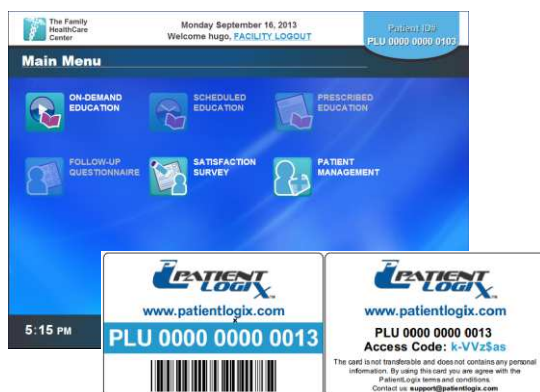 The Family
HealthCare
Center
Monday September 16, 2013
Welcome hugo, FACILITY LOGOUT
Patient ID#
PLU 0000 0000 0103
Main Menu
ON-DEMAND
EDUCATION
SCHEDULED
EDUCATION
PRESCRIBED
EDUCATION
FOLLOW-UP
QUESTIONNAIRE
SATISFACTION
SURVEY
PATIENT
MANAGEMENT
5:15 PM
PATIENT
LOGIX
www.patientlogix.com
PLU 0000 0000 0013
PATIENT
LOGIX
www.patientlogix.com
PLU 0000 0000 0013
Access Code: k-VVz$as
The card is not transferable and does not contains any personal
information. By using this card you are agree with the
PatientLogix terms and conditions
Contact us: support@patientlogix.com